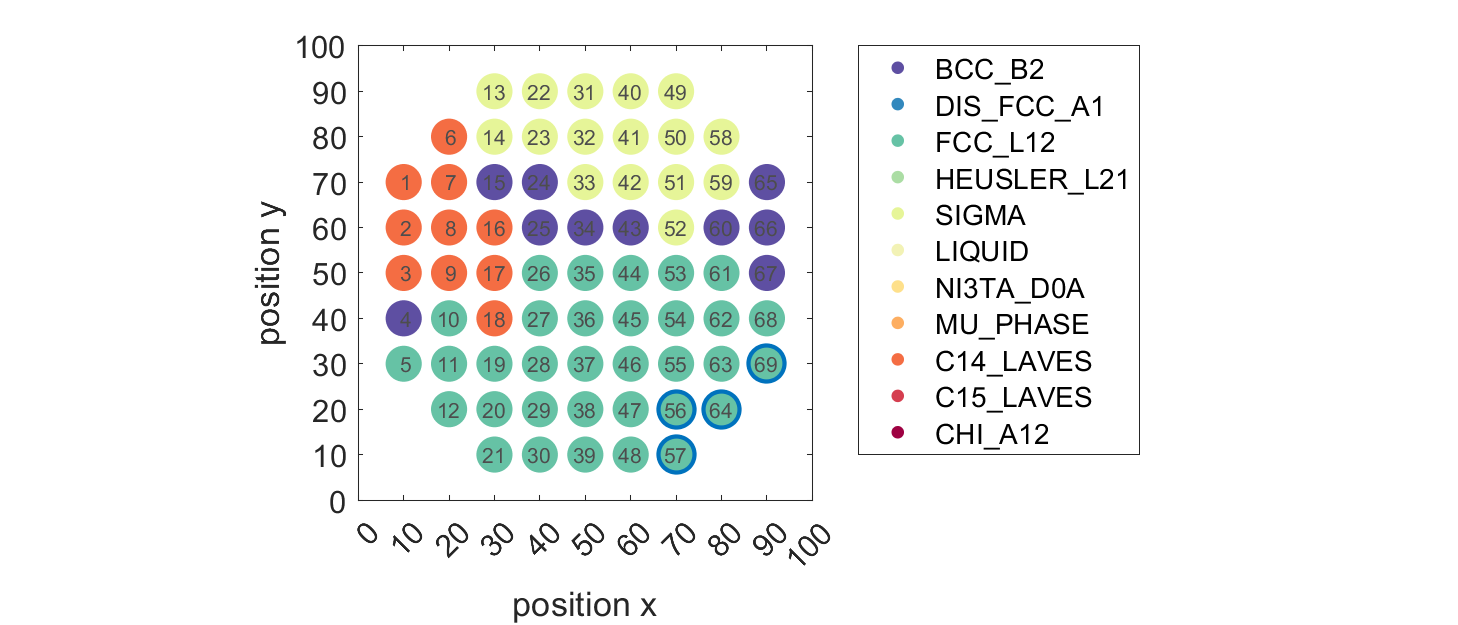 100
90
80
70
60
50
40
30
20
10
0
position y
13 22 31 40 49
6 14 23 32 41 50 58
1 7 15 24 33 42 51 59 65
2 8 16 25 34 43 52 60 66
3 9 17 26 35 44 53 61 67
4 10 18 27 36 45 54 62 68
5 11 19 28 37 46 55 63 69
12 20 29 38 47 56 64
21 30 39 48 57
0 10 20 30 40 50 60 70 80 90 100
position x
BCC_B2
DIS_FCC_A1
FCC_L12
HEUSLER_L21
SIGMA
LIQUID
NI3TA_D0A
MU_PHASE
C14_LAVES
C15_LAVES
CHI_A12